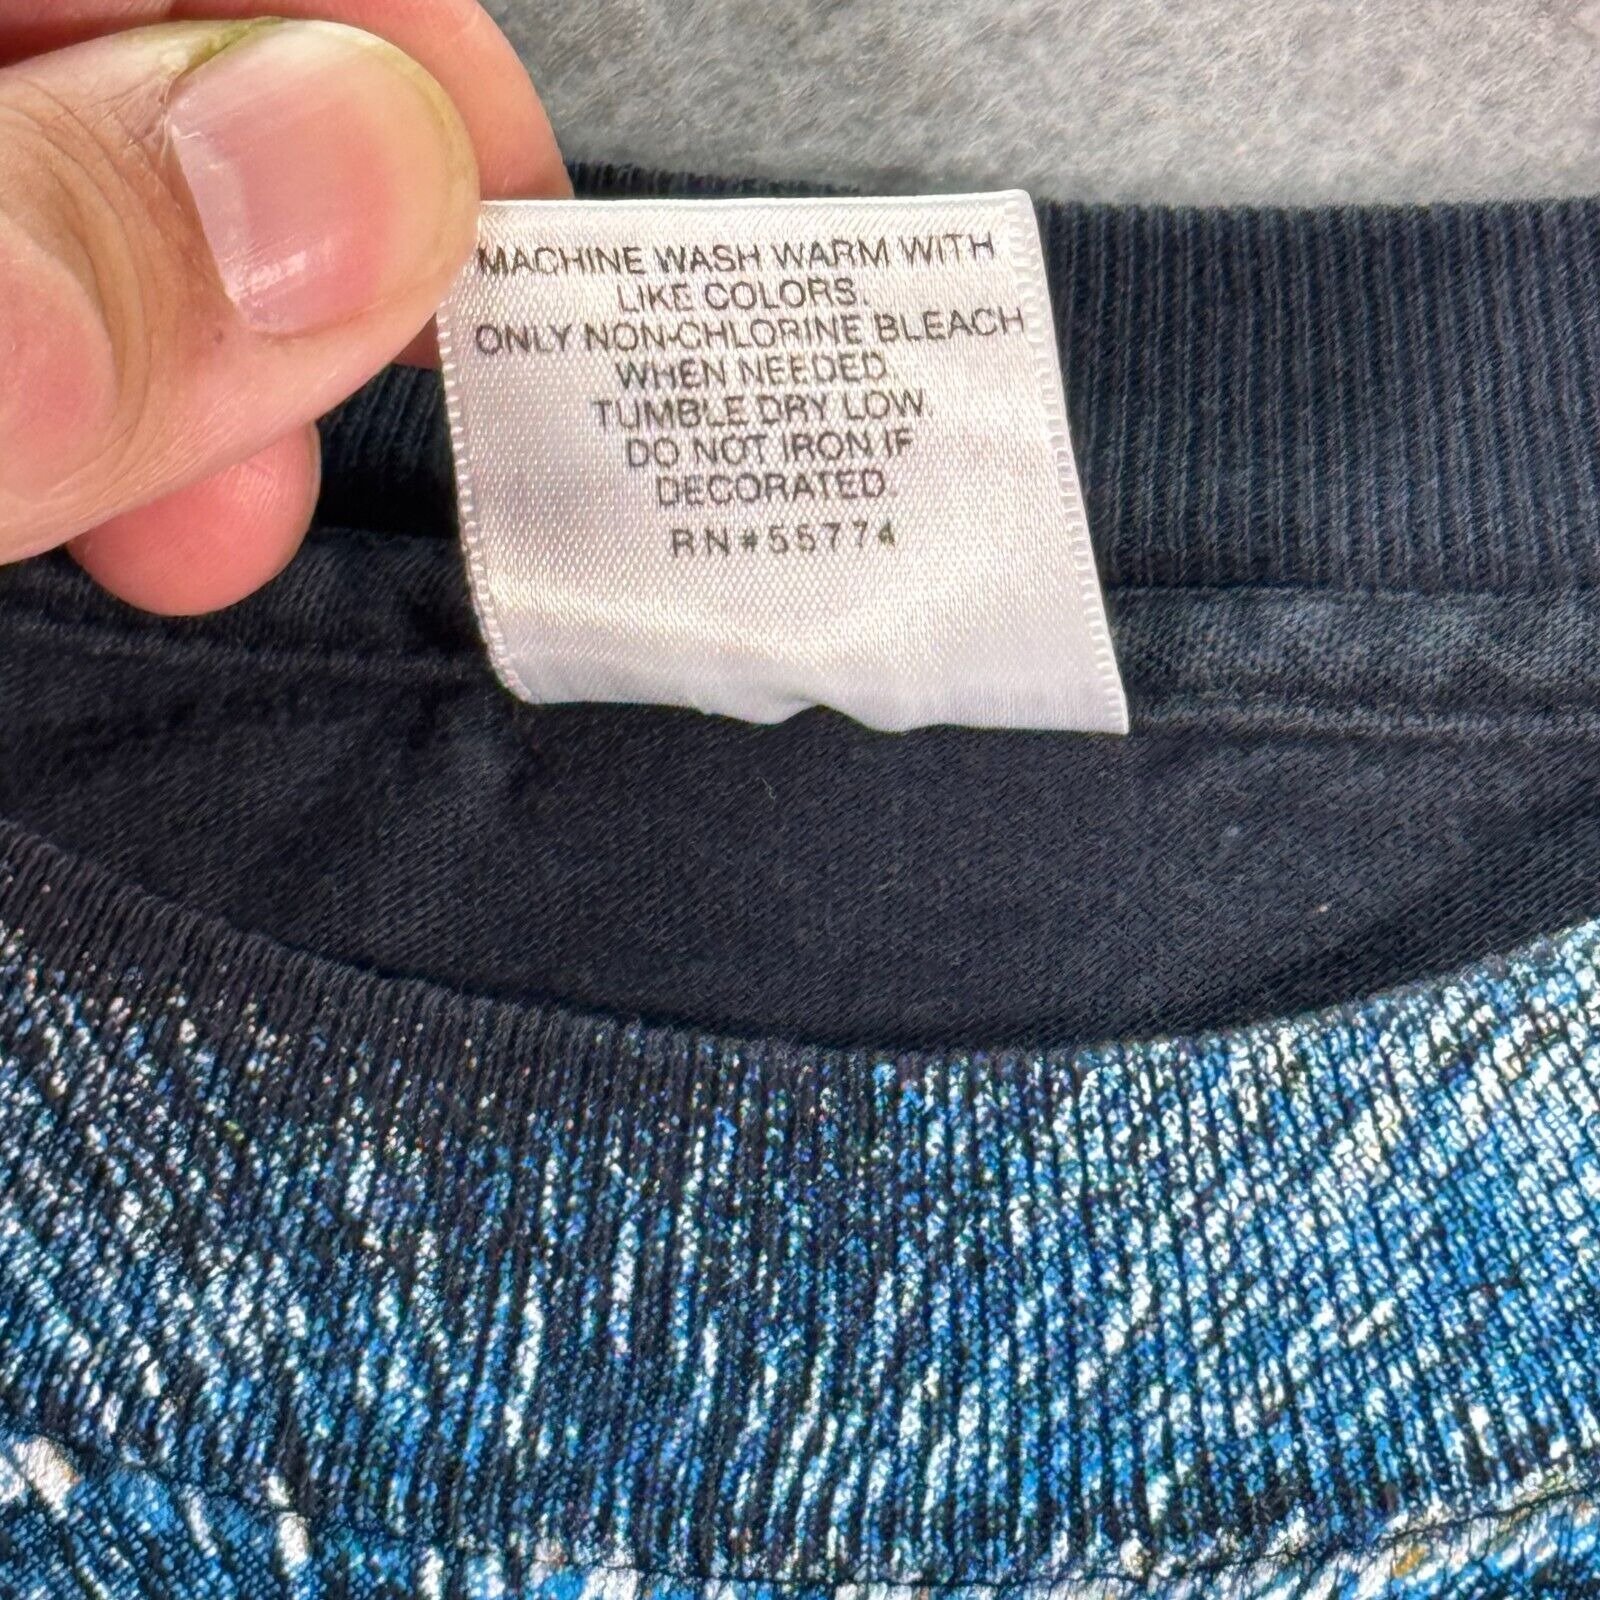 MACHINE WASH WARM WITH
LIKE COLORS.
ONLY NON-CHLORINE BLEACH
WHEN NEEDED.
TUMBLE DRY LOW.
DO NOT IRON IF
DECORATED.
RN#55774